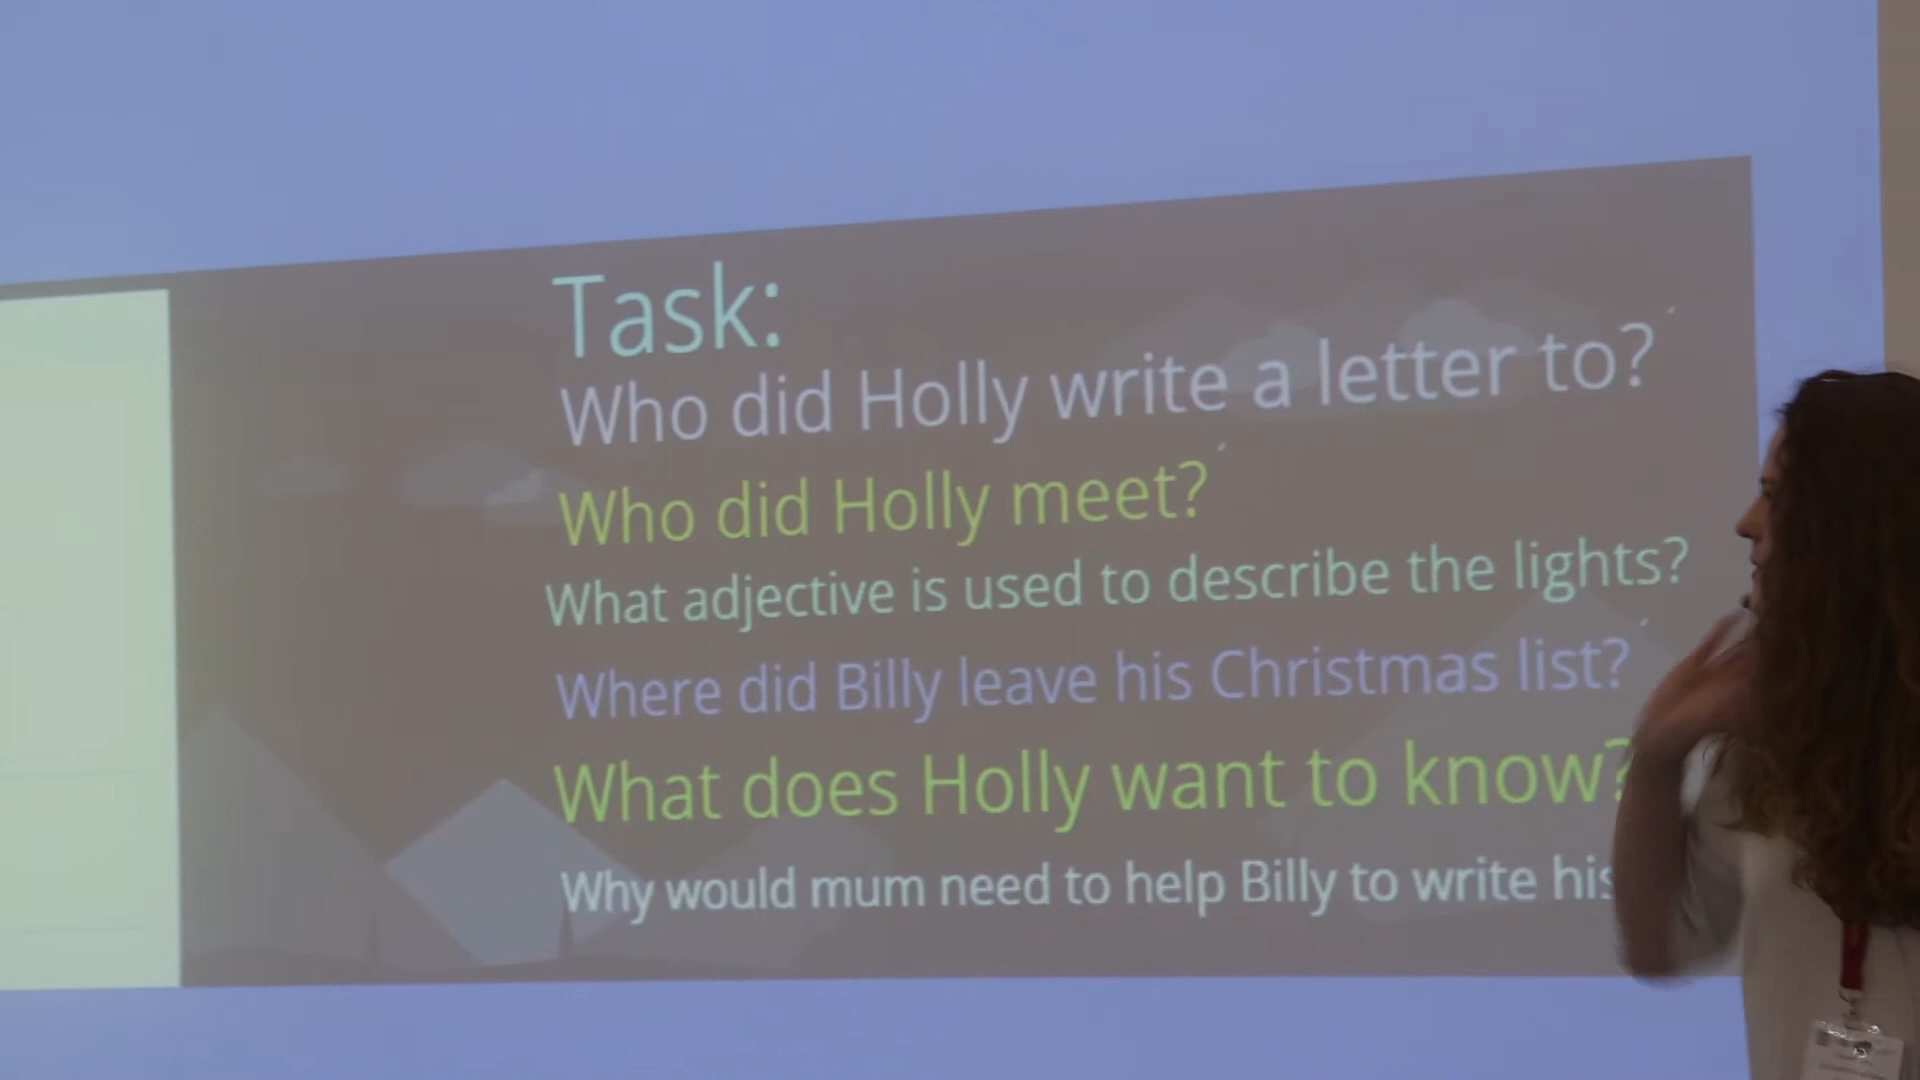 Task:
Who did Holly write a letter to?
Who did Holly meet?
What adjective is used to describe the lights?
Where did Billy leave his Christmas list?
What does Holly want to know?
Why would mum need to help Billy to write his